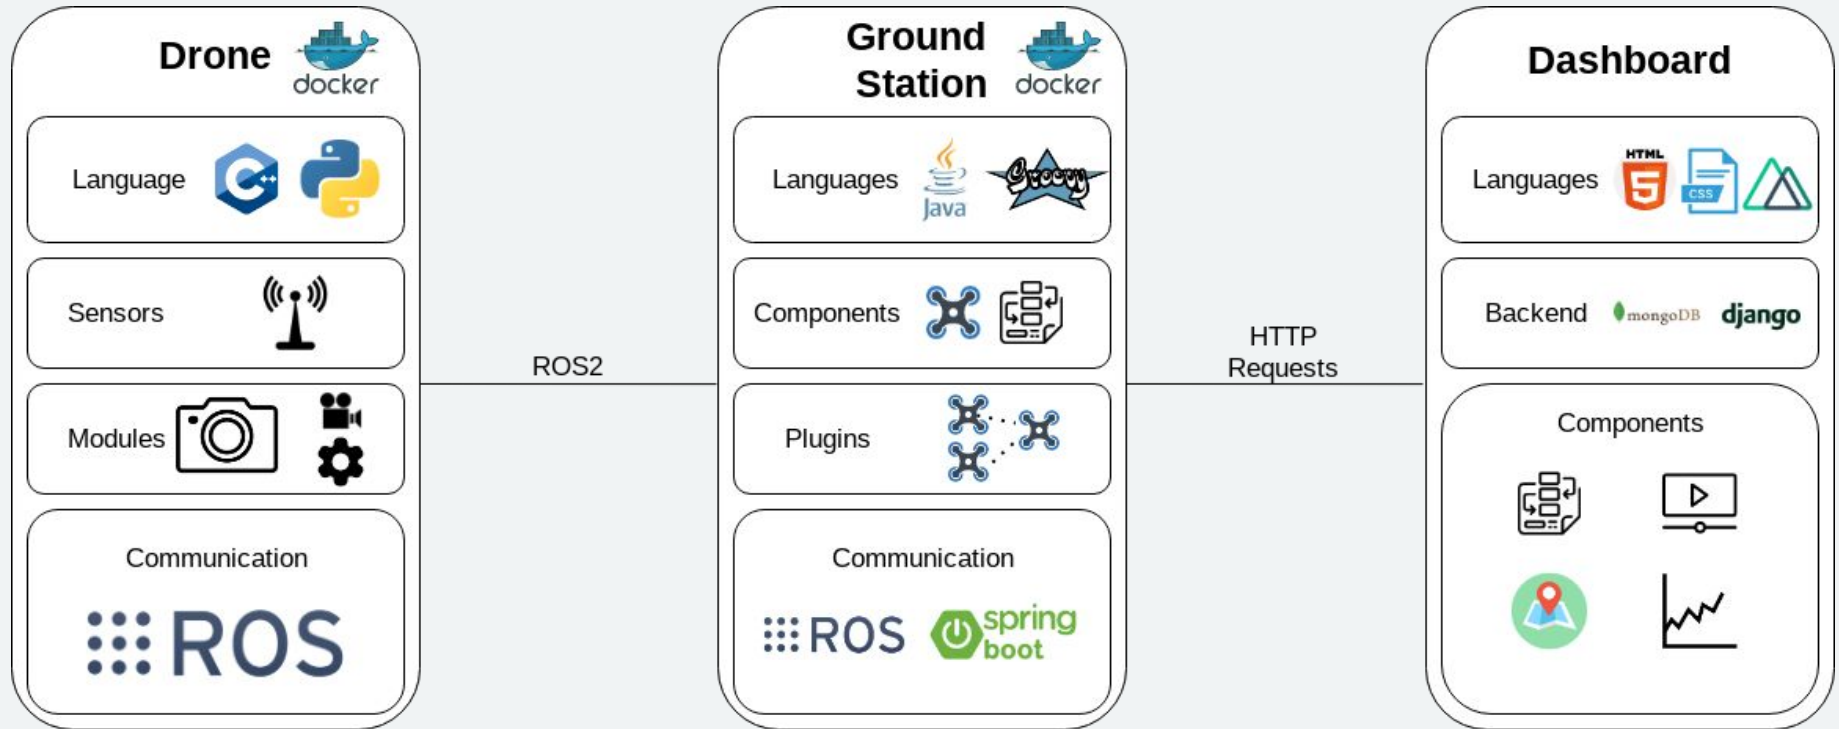 Drone
docker
Language
C++
Sensors
Modules
Communication
ROS
ROS2
Ground
Station
docker
Languages
Java
Groovy
Components
Plugins
Communication
ROS
spring
boot
HTTP
Requests
Dashboard
Languages
HTML
5
CSS
Backend
mongoDB
django
Components